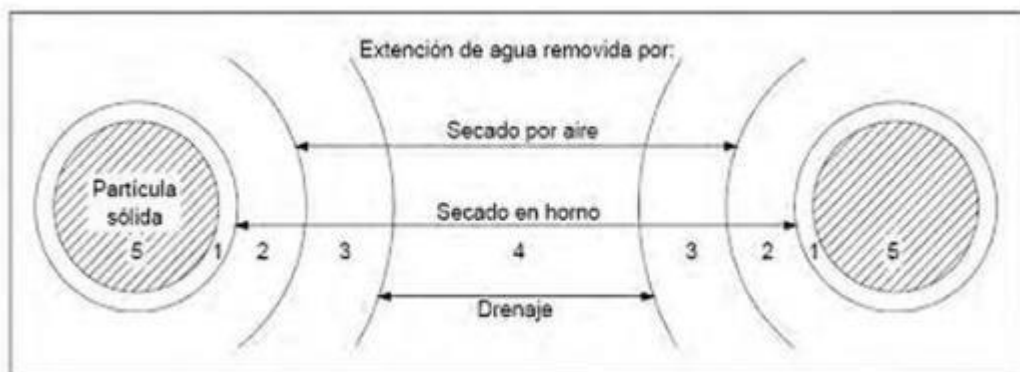 Extención de agua removida por:
Secado por aire
Partícula
sólida
Secado en horno
5 1 2 3 4 3 2 1 5
Drenaje